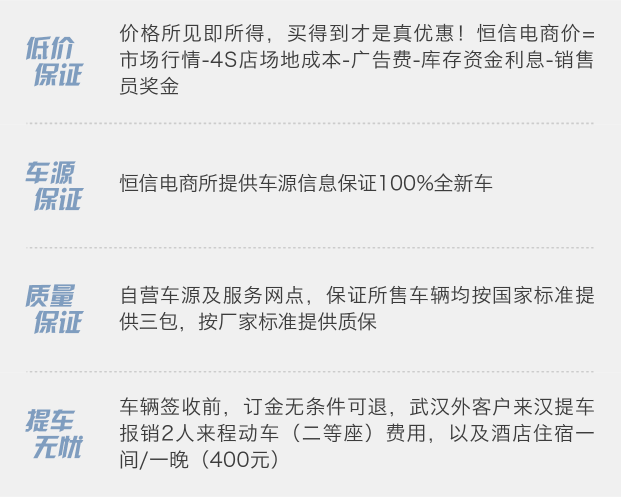 低价
保证
价格所见即所得，买得到才是真优惠！恒信电商价=
市场行情-4S店场地成本-广告费-库存资金利息-销售
员奖金
车源
保证
恒信电商所提供车源信息保证100%全新车
质量
保证
自营车源及服务网点，保证所售车辆均按国家标准提
供三包，按厂家标准提供质保
提车
无忧
车辆签收前，订金无条件可退，武汉外客户来汉提车
报销2人来程动车（二等座）费用，以及酒店住宿一
间/一晚（400元）